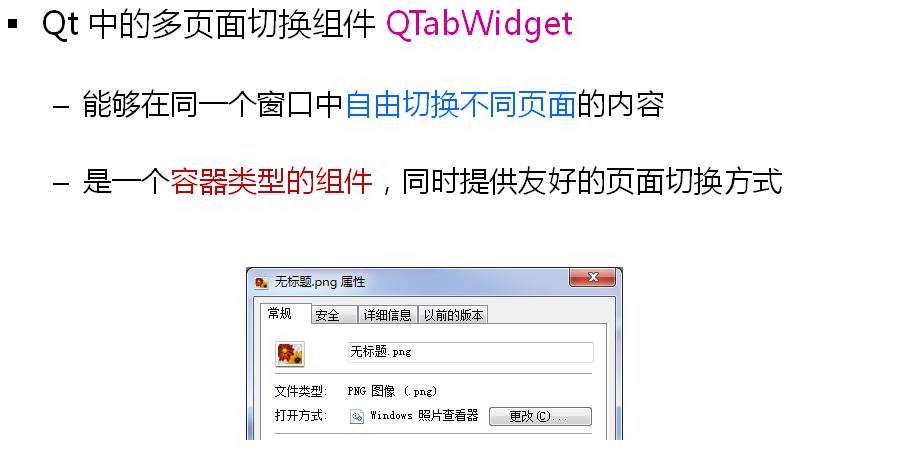 ▪ Qt 中的多页面切换组件 QTabWidget
– 能够在同一个窗口中自由切换不同页面的内容
– 是一个容器类型的组件，同时提供友好的页面切换方式
无标题.png 属性
常规 安全 详细信息 以前的版本
无标题.png
文件类型: PNG 图像 (.png)
打开方式: Windows 照片查看器 更改(C)...